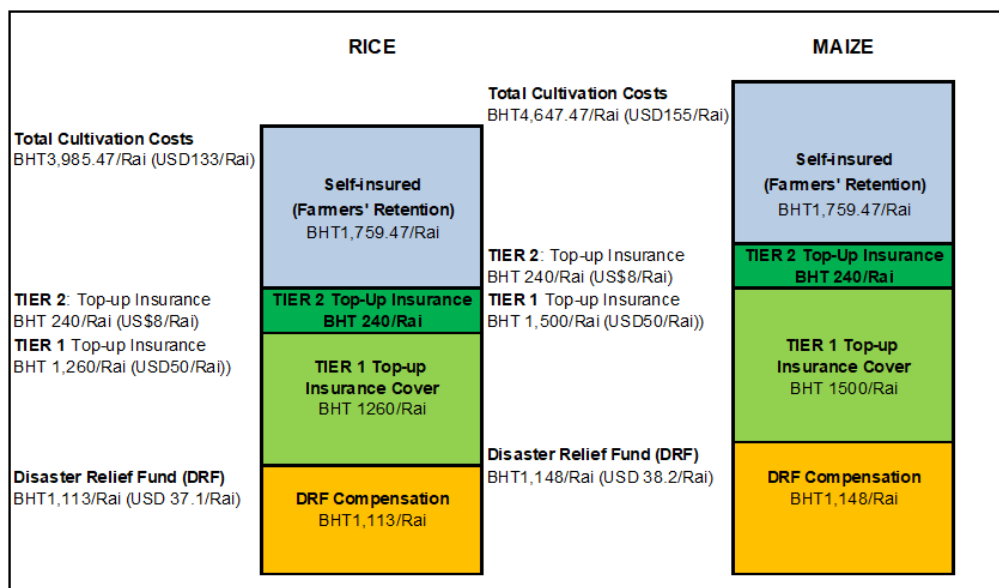 RICE
Total Cultivation Costs
BHT3,985.47/Rai (USD133/Rai)
Self-insured
(Farmers' Retention)
BHT1,759.47/Rai
TIER 2: Top-up Insurance
BHT 240/Rai (US$8/Rai)
TIER 2 Top-Up Insurance
BHT 240/Rai
TIER 1 Top-up Insurance
BHT 1,260/Rai (USD50/Rai))
TIER 1 Top-up
Insurance Cover
BHT 1260/Rai
Disaster Relief Fund (DRF)
BHT1,113/Rai (USD 37.1/Rai)
DRF Compensation
BHT1,113/Rai
MAIZE
Total Cultivation Costs
BHT4,647.47/Rai (USD155/Rai)
Self-insured
(Farmers' Retention)
BHT1,759.47/Rai
TIER 2: Top-up Insurance
BHT 240/Rai (US$8/Rai)
TIER 2 Top-Up Insurance
BHT 240/Rai
TIER 1 Top-up Insurance
BHT 1,500/Rai (USD50/Rai))
TIER 1 Top-up
Insurance Cover
BHT 1500/Rai
Disaster Relief Fund (DRF)
BHT1,148/Rai (USD 38.2/Rai)
DRF Compensation
BHT1,148/Rai